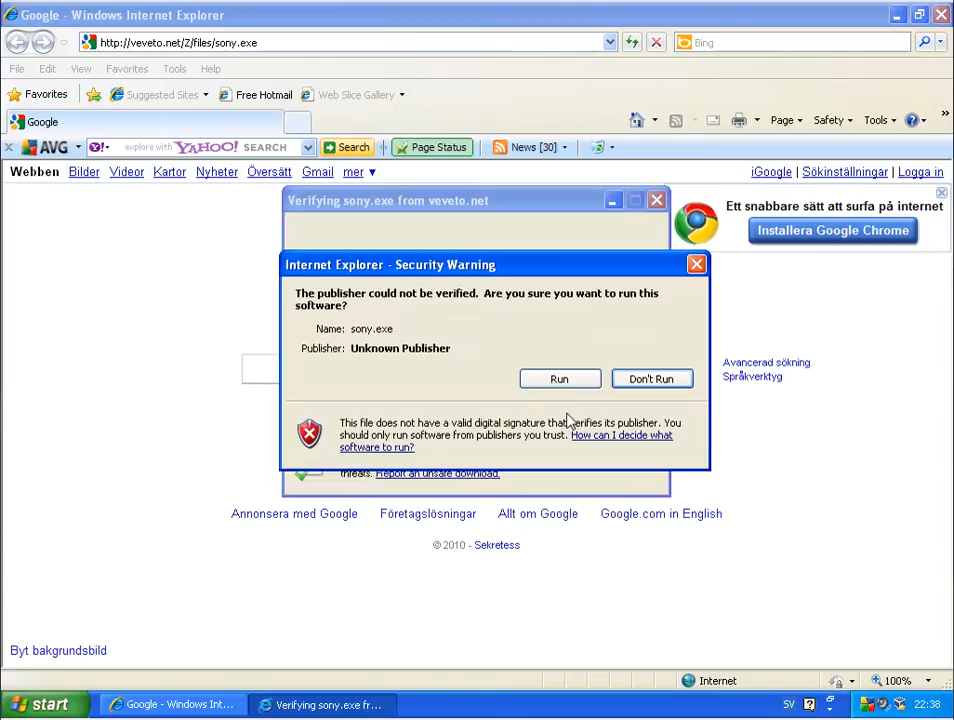 Google - Windows Internet Explorer
http://veveto.net/Z/files/sony.exe
Bing
File Edit View Favorites Tools Help
Favorites Suggested Sites Free Hotmail Web Slice Gallery
Google
Page Safety Tools »
AVG Y! explore with YAHOO! SEARCH Search Page Status News [30]
Webben Bilder Videor Kartor Nyheter Översätt Gmail mer ▼ iGoogle | Sökinställningar | Logga in
Verifying sony.exe from veveto.net
Ett snabbare sätt att surfa på internet
Installera Google Chrome
Internet Explorer - Security Warning
The publisher could not be verified. Are you sure you want to run this
software?
Name: sony.exe
Publisher: Unknown Publisher
Run Don't Run
Avancerad sökning
Språkverktyg
This file does not have a valid digital signature that verifies its publisher. You
should only run software from publishers you trust. How can I decide what
software to run?
threats. Report an unsafe download.
Annonsera med Google Företagslösningar Allt om Google Google.com in English
© 2010 - Sekretess
Byt bakgrundsbild
Internet 100%
start Google - Windows Int... Verifying sony.exe fr... SV 22:38